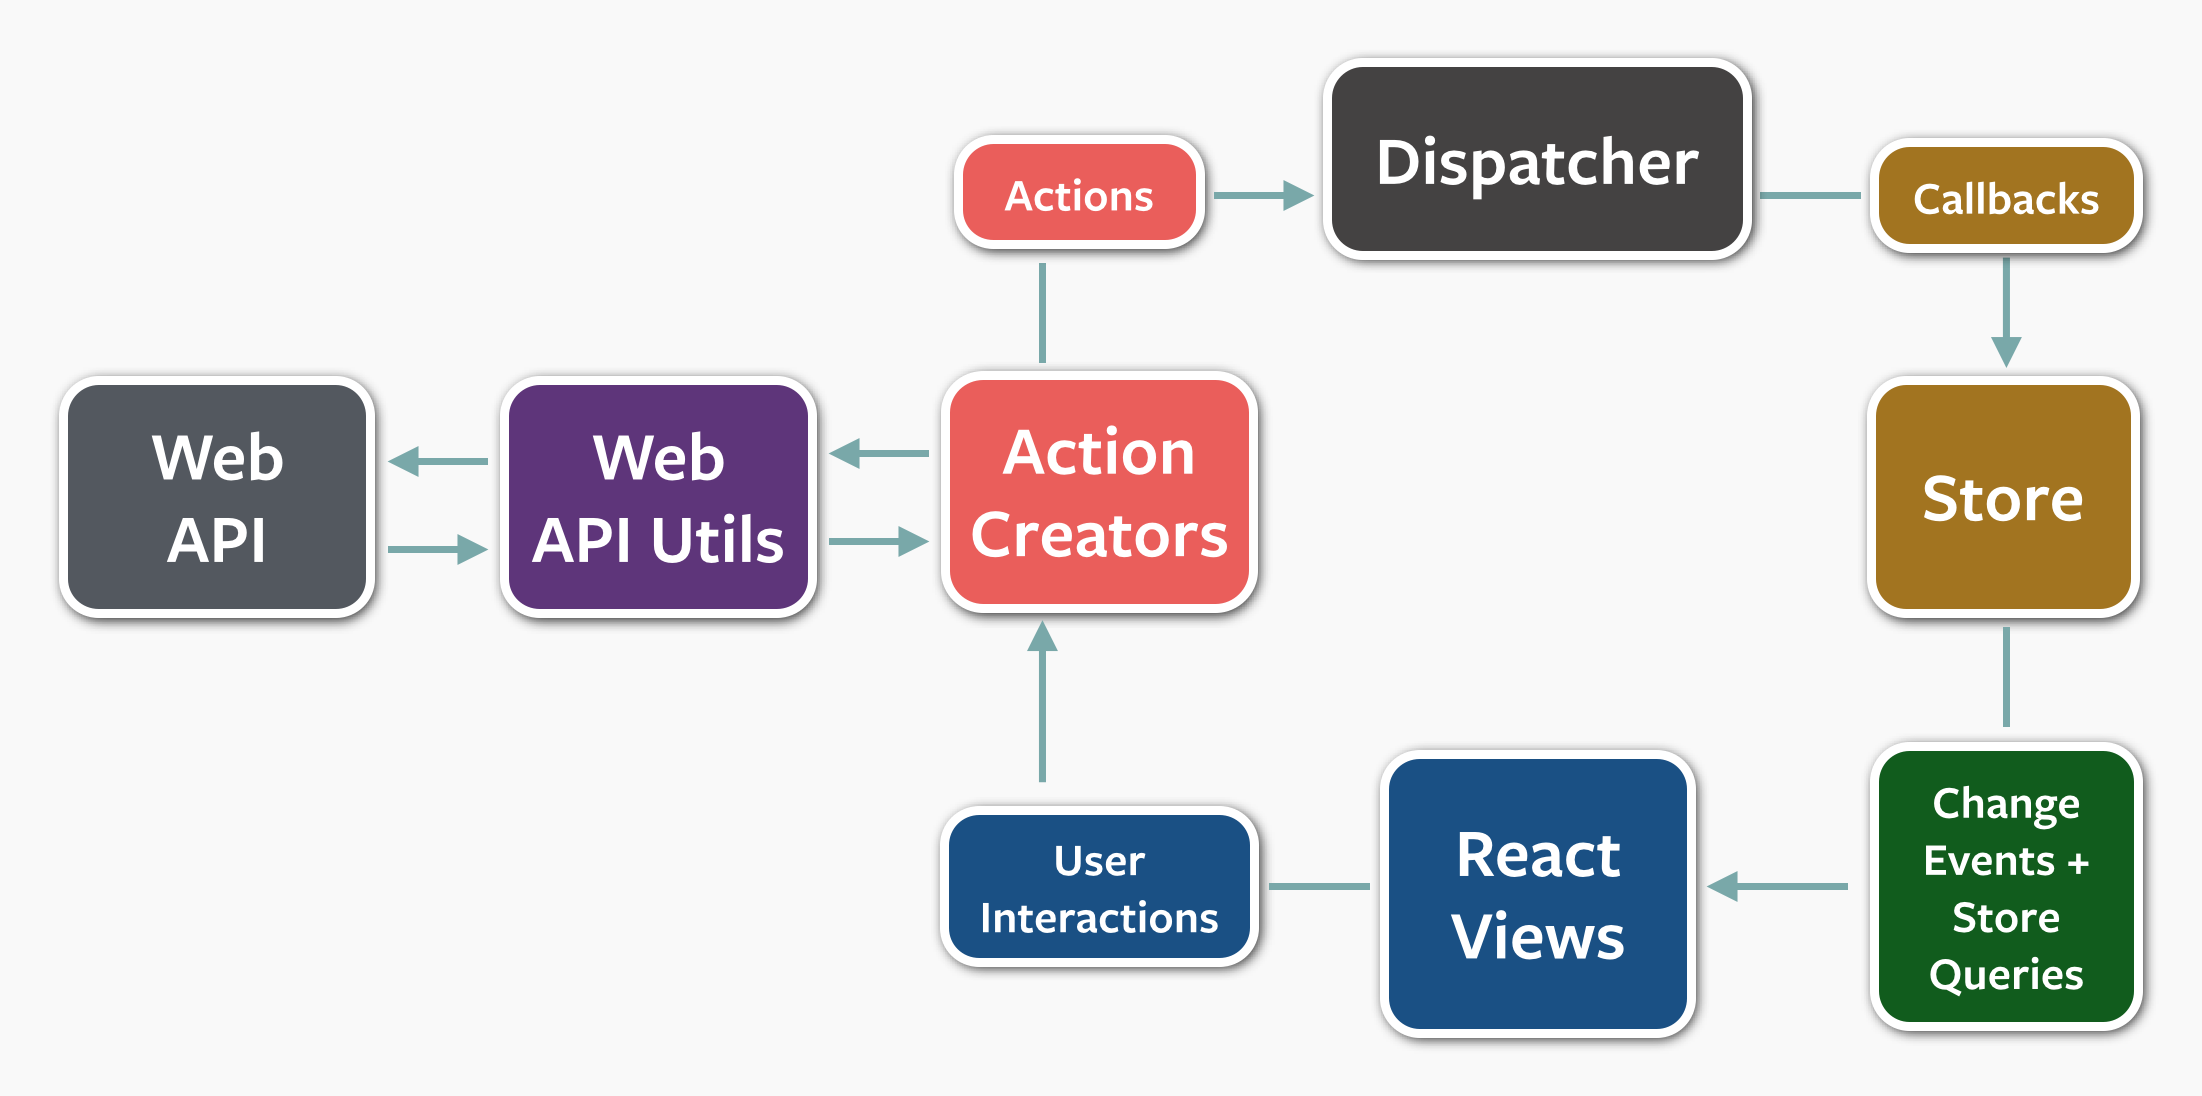 Actions
Dispatcher
Callbacks
Web
API
Web
API Utils
Action
Creators
Store
User
Interactions
React
Views
Change
Events +
Store
Queries